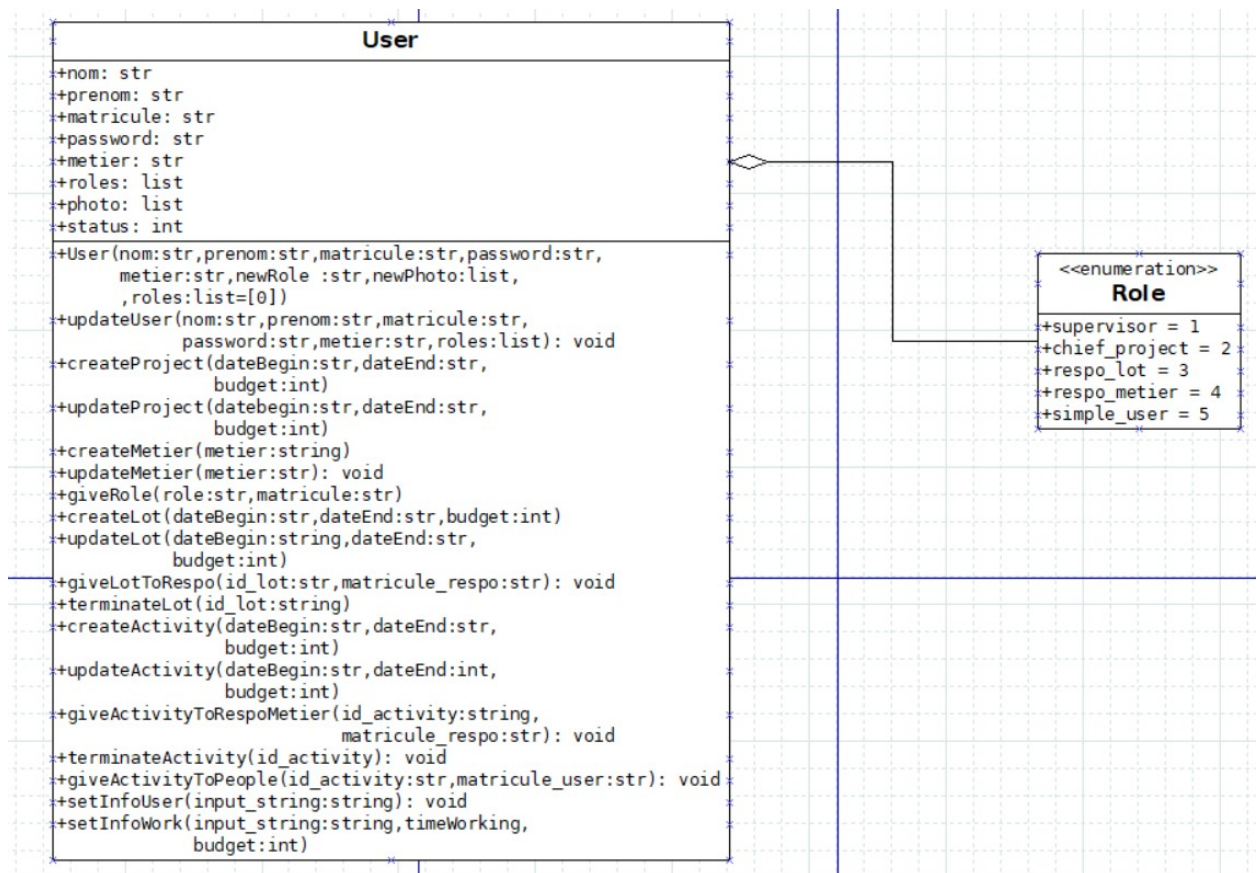 User
+nom: str
+prenom: str
+matricule: str
+password: str
+metier: str
+roles: list
+photo: list
+status: int
+User(nom:str,prenom:str,matricule:str,password:str,
metier:str,newRole :str,newPhoto:list,
,roles:list=[0])
+updateUser(nom:str,prenom:str,matricule:str,
password:str,metier:str,roles:list): void
+createProject(dateBegin:str,dateEnd:str,
budget:int)
+updateProject(datebegin:str,dateEnd:str,
budget:int)
+createMetier(metier:string)
+updateMetier(metier:str): void
+giveRole(role:str,matricule:str)
+createLot(dateBegin:str,dateEnd:str,budget:int)
+updateLot(dateBegin:string,dateEnd:str,
budget:int)
+giveLotToRespo(id_lot:str,matricule_respo:str): void
+terminateLot(id_lot:string)
+createActivity(dateBegin:str,dateEnd:str,
budget:int)
+updateActivity(dateBegin:str,dateEnd:int,
budget:int)
+giveActivityToRespoMetier(id_activity:string,
matricule_respo:str): void
+terminateActivity(id_activity): void
+giveActivityToPeople(id_activity:str,matricule_user:str): void
+setInfoUser(input_string:string): void
+setInfoWork(input_string:string,timeWorking,
budget:int)
<<enumeration>>
Role
+supervisor = 1
+chief_project = 2
+respo_lot = 3
+respo_metier = 4
+simple_user = 5